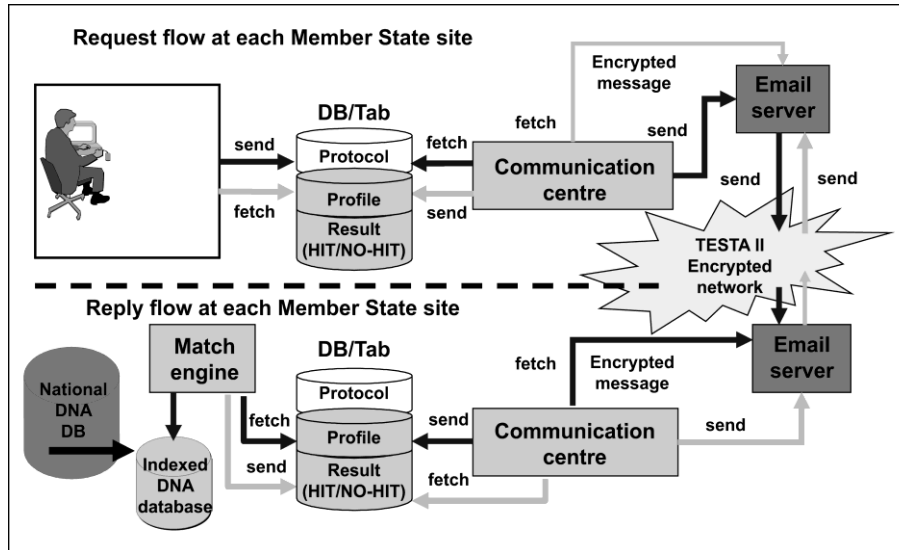 Request flow at each Member State site
Encrypted
message
Email
server
DB/Tab
fetch
send
send
Protocol
fetch
Communication
centre
Profile
fetch
send
Result
(HIT/NO-HIT)
send
send
TESTA II
Encrypted
network
Reply flow at each Member State site
Match
engine
DB/Tab
fetch
Encrypted
message
Email
server
National
DNA
DB
Protocol
fetch
send
Communication
centre
send
Profile
Indexed
DNA
database
send
Result
(HIT/NO-HIT)
fetch